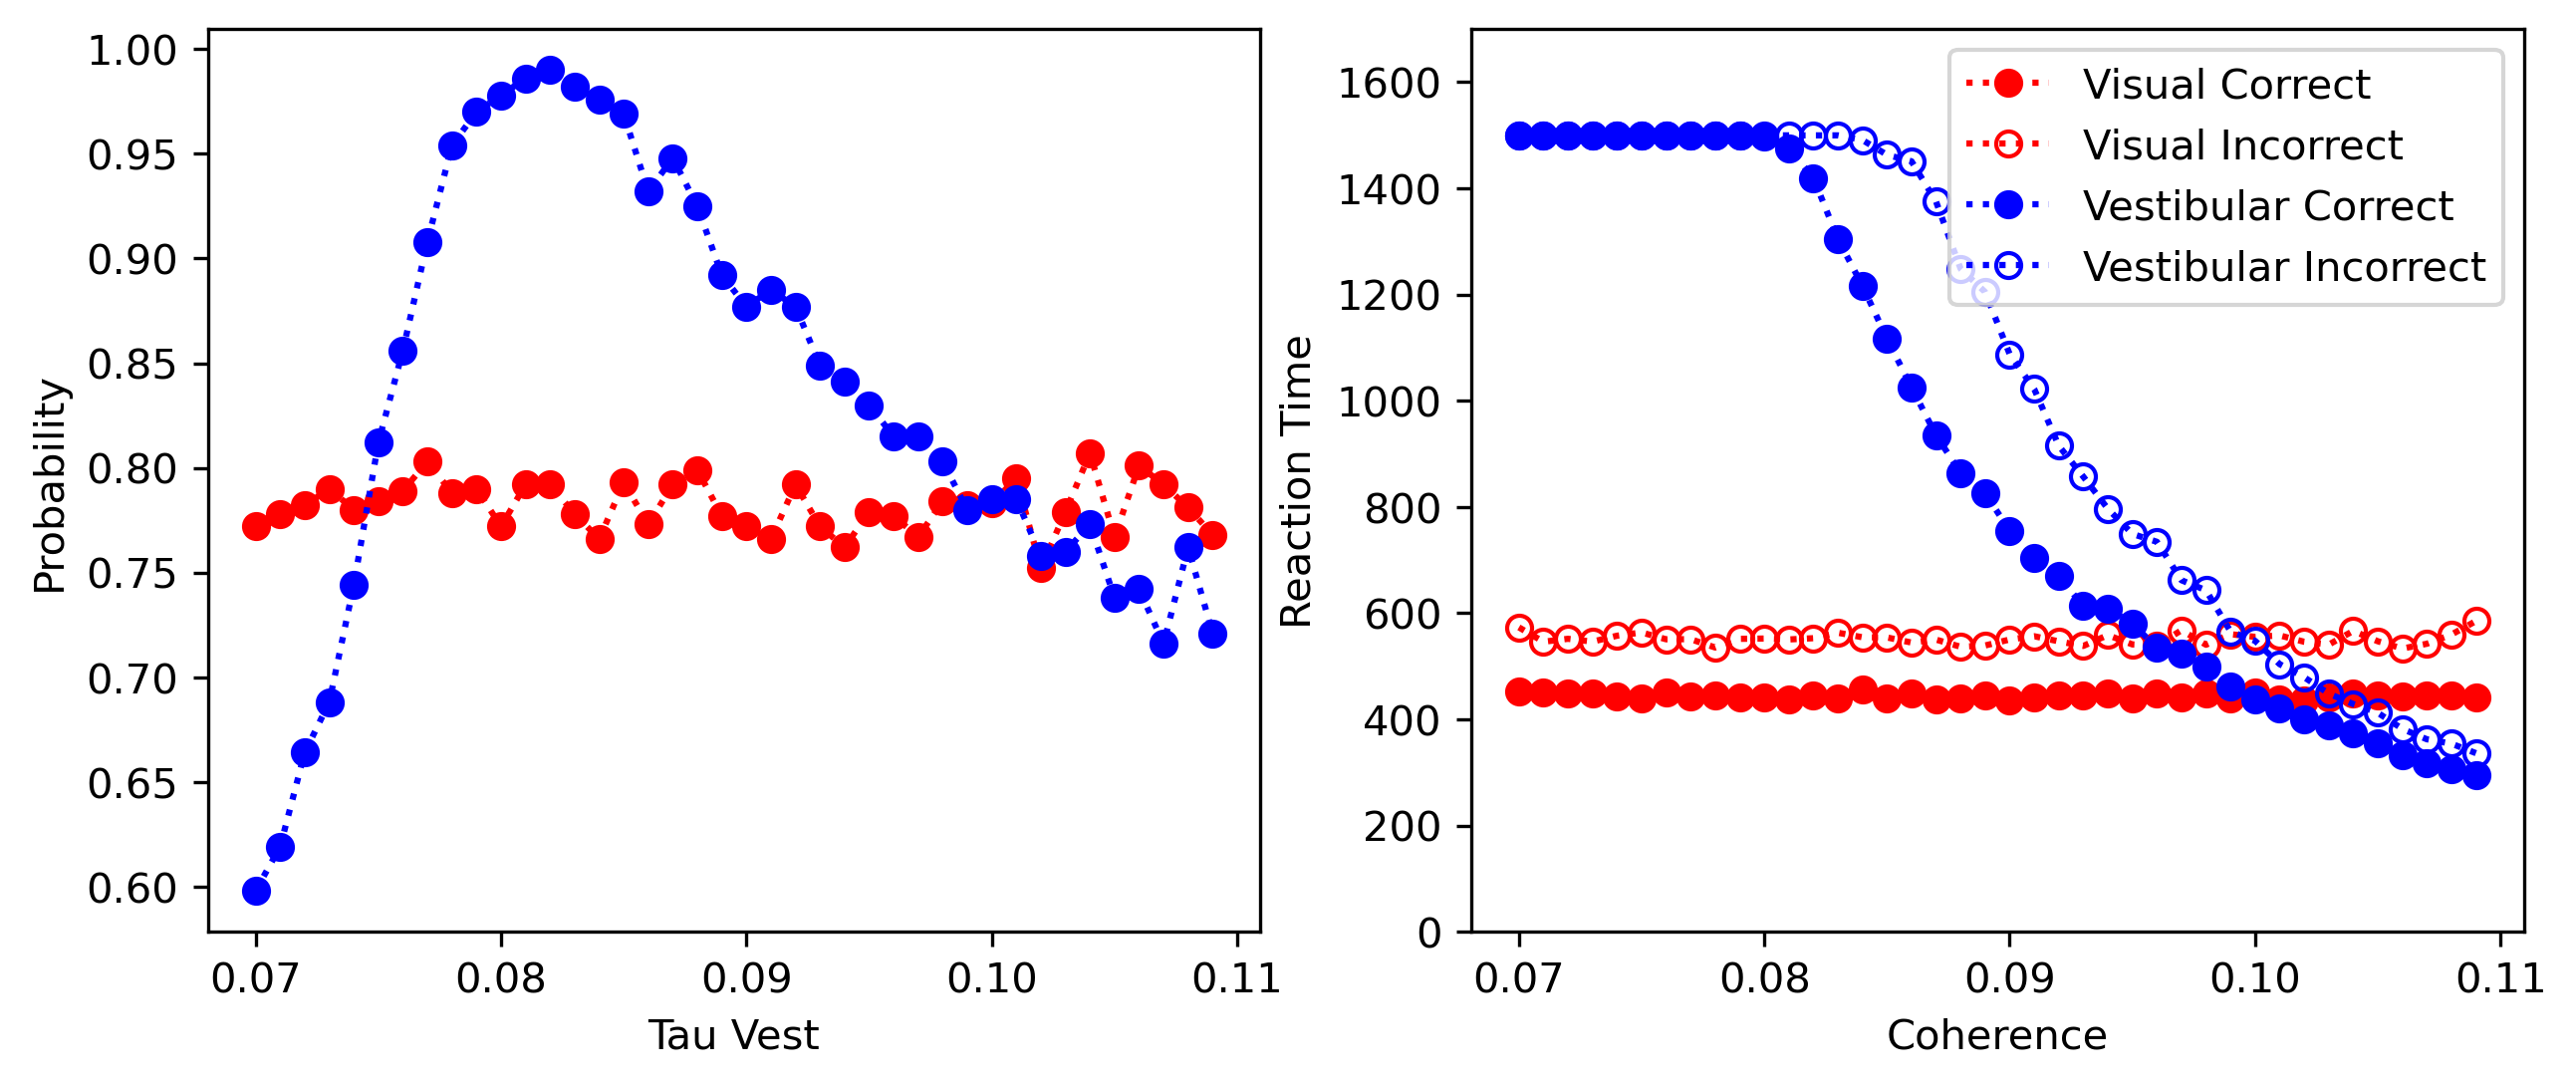 Probability
1.00
0.95
0.90
0.85
0.80
0.75
0.70
0.65
0.60
0.07 0.08 0.09 0.10 0.11
Tau Vest
Reaction Time
1600
1400
1200
1000
800
600
400
200
0
0.07 0.08 0.09 0.10 0.11
Coherence
Visual Correct
Visual Incorrect
Vestibular Correct
Vestibular Incorrect